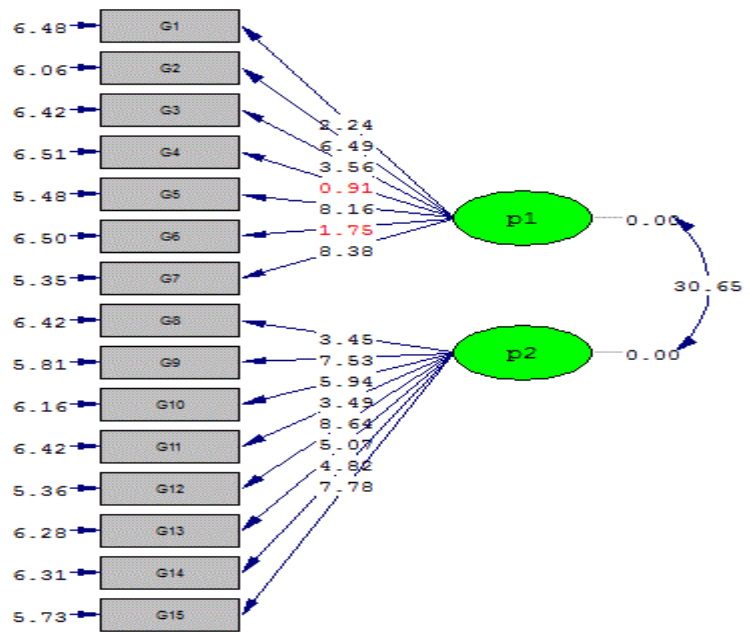 6.48 G1
6.06 G2
6.42 G3
6.51 G4
5.48 G5
6.50 G6
5.35 G7
6.42 G8
5.81 G9
6.16 G10
6.42 G11
5.36 G12
6.28 G13
6.31 G14
5.73 G15
2.24
6.49
3.56
0.91
8.16
1.75
8.38
3.45
7.53
5.94
3.49
8.64
5.07
4.82
7.78
p1 0.00
p2 0.00
30.65